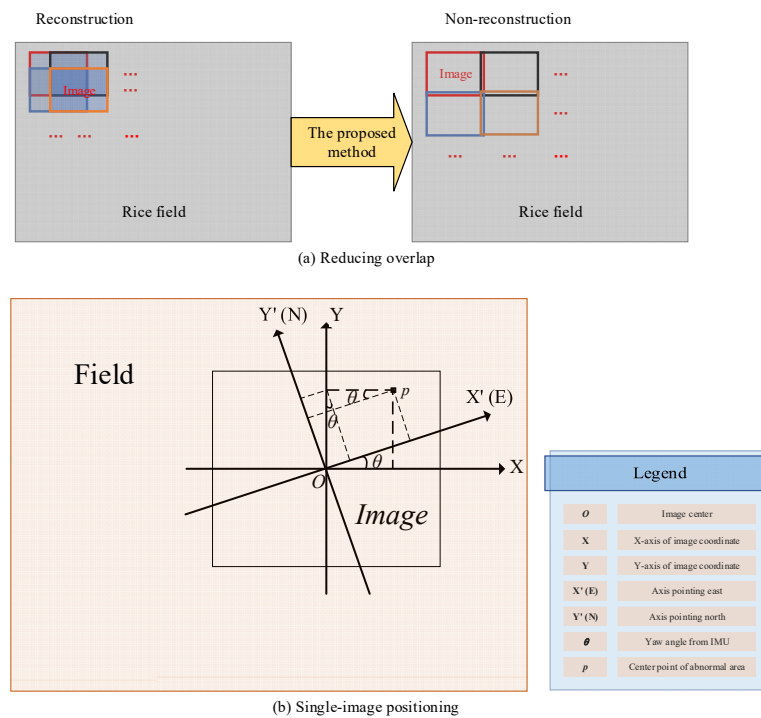 Reconstruction
Non-reconstruction
Image
...
...
... ... ...
Rice field
The proposed
method
Image
...
...
... ... ...
Rice field
(a) Reducing overlap
Field
Y' (N)
Y
θ
p
θ
X' (E)
θ
X
O
Image
Legend
O Image center
X X-axis of image coordinate
Y Y-axis of image coordinate
X' (E) Axis pointing east
Y' (N) Axis pointing north
θ Yaw angle from IMU
p Center point of abnormal area
(b) Single-image positioning